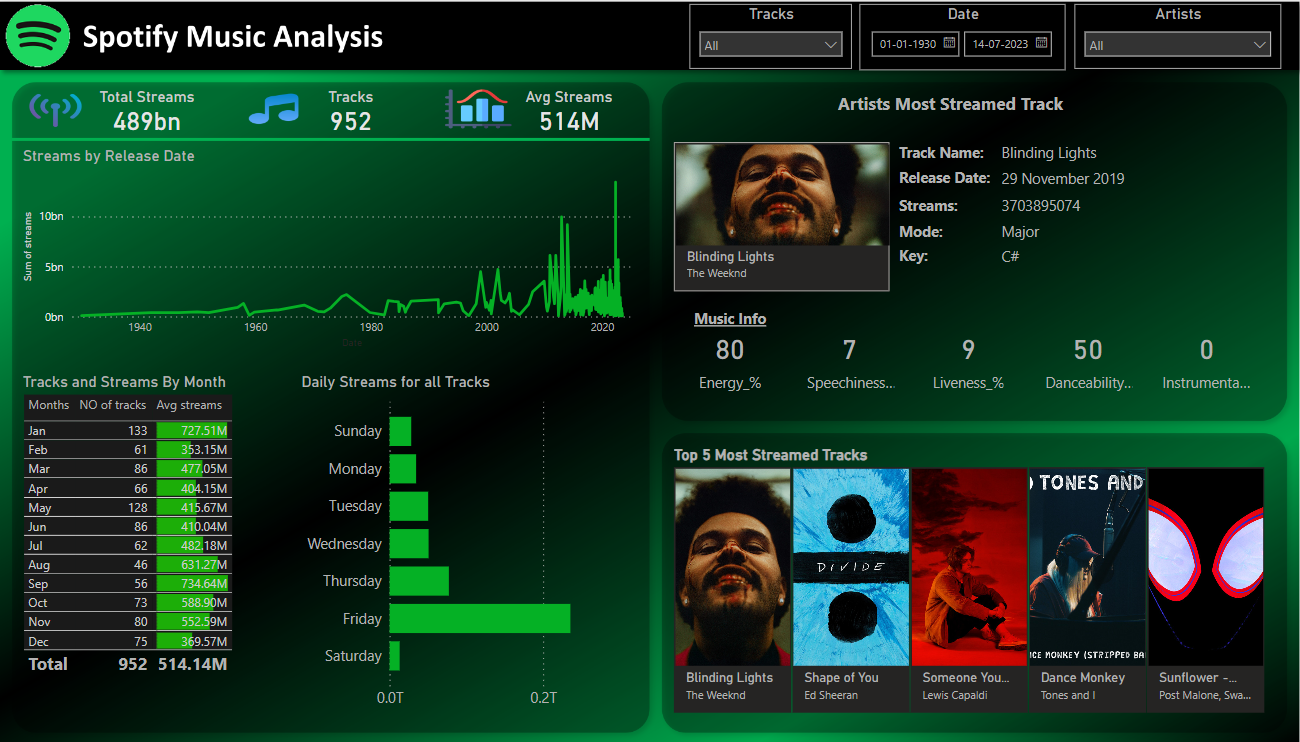 Spotify Music Analysis
Tracks
All
Date
01-01-1930
14-07-2023
Artists
All
Total Streams
489bn
Tracks
952
Avg Streams
514M
Streams by Release Date
Sum of streams
10bn
5bn
0bn
1940 1960 1980 2000 2020
Date
Tracks and Streams By Month
Months NO of tracks Avg streams
Jan 133 727.51M
Feb 61 353.15M
Mar 86 477.05M
Apr 66 404.15M
May 128 415.67M
Jun 86 410.04M
Jul 62 482.18M
Aug 46 631.27M
Sep 56 734.64M
Oct 73 588.90M
Nov 80 552.59M
Dec 75 369.57M
Total 952 514.14M
Daily Streams for all Tracks
Sunday
Monday
Tuesday
Wednesday
Thursday
Friday
Saturday
0.0T 0.2T
Artists Most Streamed Track
Blinding Lights
The Weeknd
Track Name: Blinding Lights
Release Date: 29 November 2019
Streams: 3703895074
Mode: Major
Key: C#
Music Info
80
Energy_%
7
Speechiness...
9
Liveness_%
50
Danceability..
0
Instrumenta...
Top 5 Most Streamed Tracks
Blinding Lights
The Weeknd
DIVIDE
Shape of You
Ed Sheeran
Someone You...
Lewis Capaldi
TONES AND
CE MONKEY (STRIPPED BA
Dance Monkey
Tones and I
Sunflower -...
Post Malone, Swa...